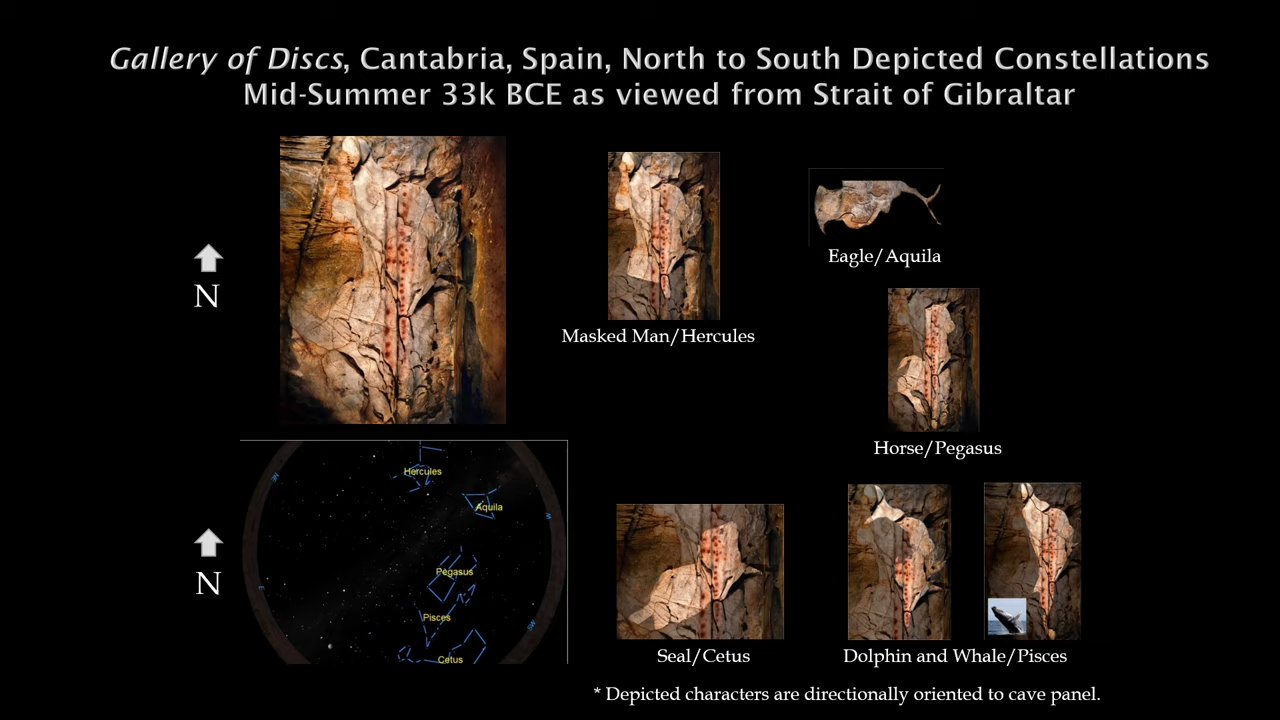 Gallery of Discs, Cantabria, Spain, North to South Depicted Constellations
Mid-Summer 33k BCE as viewed from Strait of Gibraltar
N
Masked Man/Hercules
Eagle/Aquila
Horse/Pegasus
Hercules
Aquila
NE
W
Pegasus
N
E
Pisces
SW
Cetus
Seal/Cetus
Dolphin and Whale/Pisces
* Depicted characters are directionally oriented to cave panel.